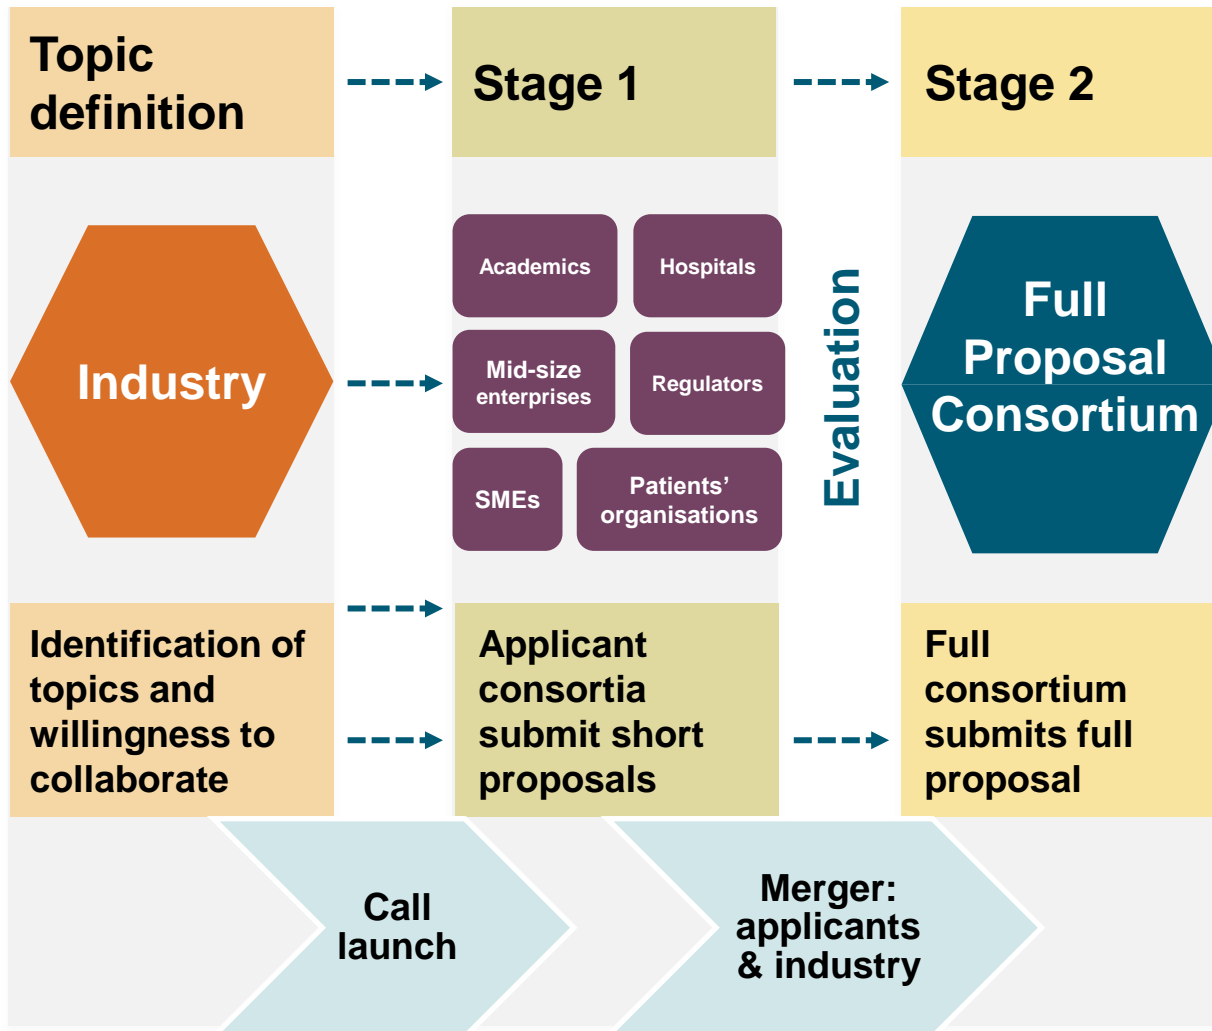 Topic
definition
Stage 1
Stage 2
Industry
Academics
Hospitals
Mid-size
enterprises
Regulators
SMEs
Patients’
organisations
Evaluation
Full
Proposal
Consortium
Identification of
topics and
willingness to
collaborate
Applicant
consortia
submit short
proposals
Full
consortium
submits full
proposal
Call
launch
Merger:
applicants
& industry